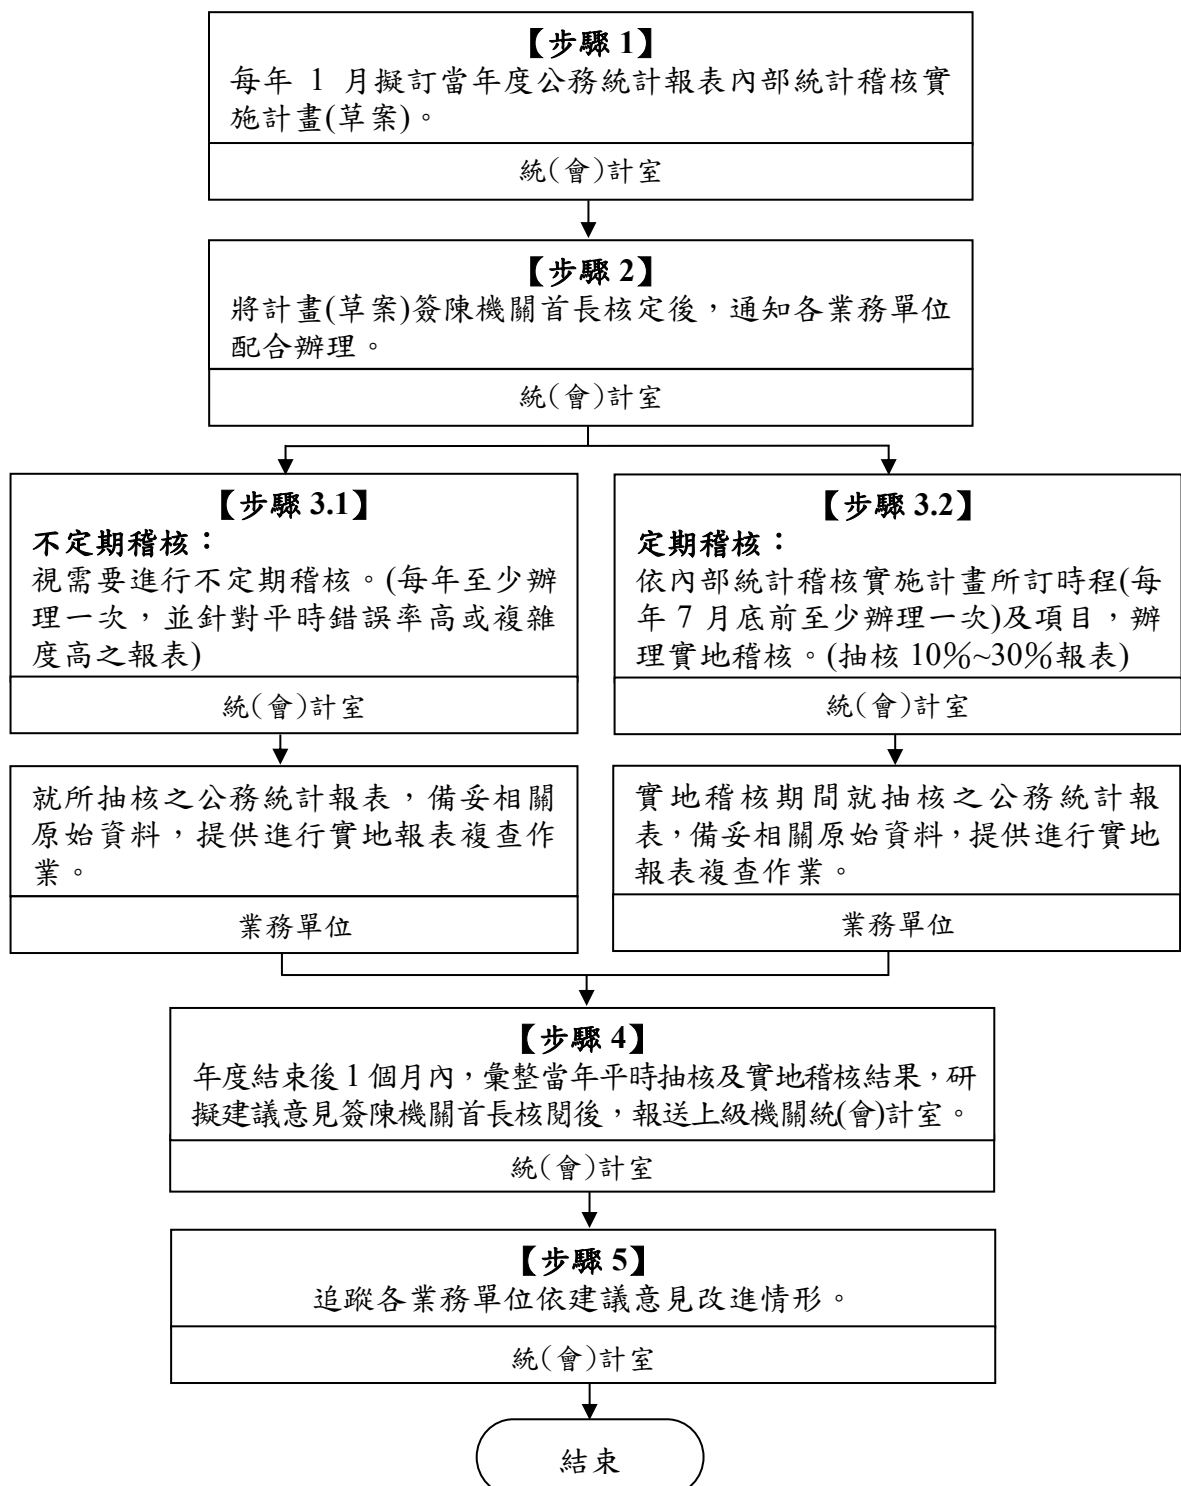 【步驟 1】
每年 1 月擬訂當年度公務統計報表內部統計稽核實
施計畫(草案)。
統(會)計室
【步驟 2】
將計畫(草案)簽陳機關首長核定後，通知各業務單位
配合辦理。
統(會)計室
【步驟 3.1】
不定期稽核：
視需要進行不定期稽核。(每年至少辦
理一次，並針對平時錯誤率高或複雜
度高之報表)
統(會)計室
就所抽核之公務統計報表，備妥相關
原始資料，提供進行實地報表複查作
業。
業務單位
【步驟 3.2】
定期稽核：
依內部統計稽核實施計畫所訂時程(每
年 7 月底前至少辦理一次)及項目，辦
理實地稽核。(抽核 10%~30%報表)
統(會)計室
實地稽核期間就抽核之公務統計報
表，備妥相關原始資料，提供進行實地
報表複查作業。
業務單位
【步驟 4】
年度結束後 1 個月內，彙整當年平時抽核及實地稽核結果，研
擬建議意見簽陳機關首長核閱後，報送上級機關統(會)計室。
統(會)計室
【步驟 5】
追蹤各業務單位依建議意見改進情形。
統(會)計室
結束